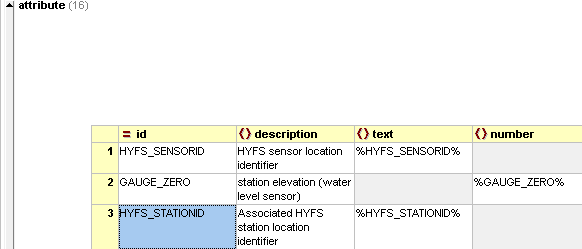 attribute (16)
= id {} description {} text {} number
1 HYFS_SENSORID HYFS sensor location %HYFS_SENSORID%
identifier
2 GAUGE_ZERO station elevation (water %GAUGE_ZERO%
level sensor)
3 HYFS_STATIONID Associated HYFS %HYFS_STATIONID%
station location
identifier